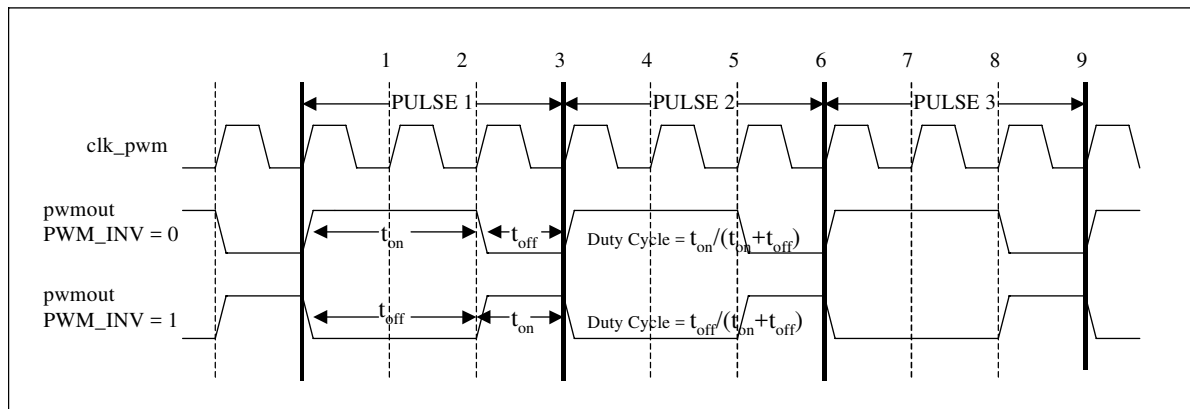 1 2 3 4 5 6 7 8 9
PULSE 1 PULSE 2 PULSE 3
clk_pwm
pwmout
PWM_INV = 0
ton toff Duty Cycle = ton/(ton+toff)
pwmout
PWM_INV = 1
toff ton Duty Cycle = toff/(ton+toff)